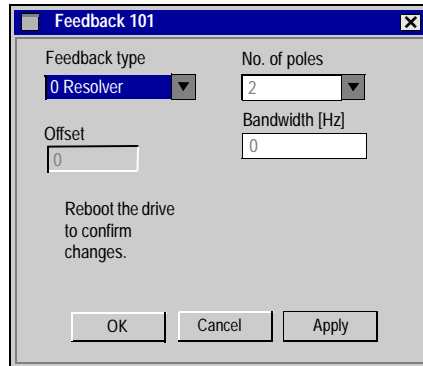 Feedback 101
Feedback type
No. of poles
0 Resolver
2
Offset
Bandwidth [Hz]
0
0
Reboot the drive
to confirm
changes.
OK
Cancel
Apply